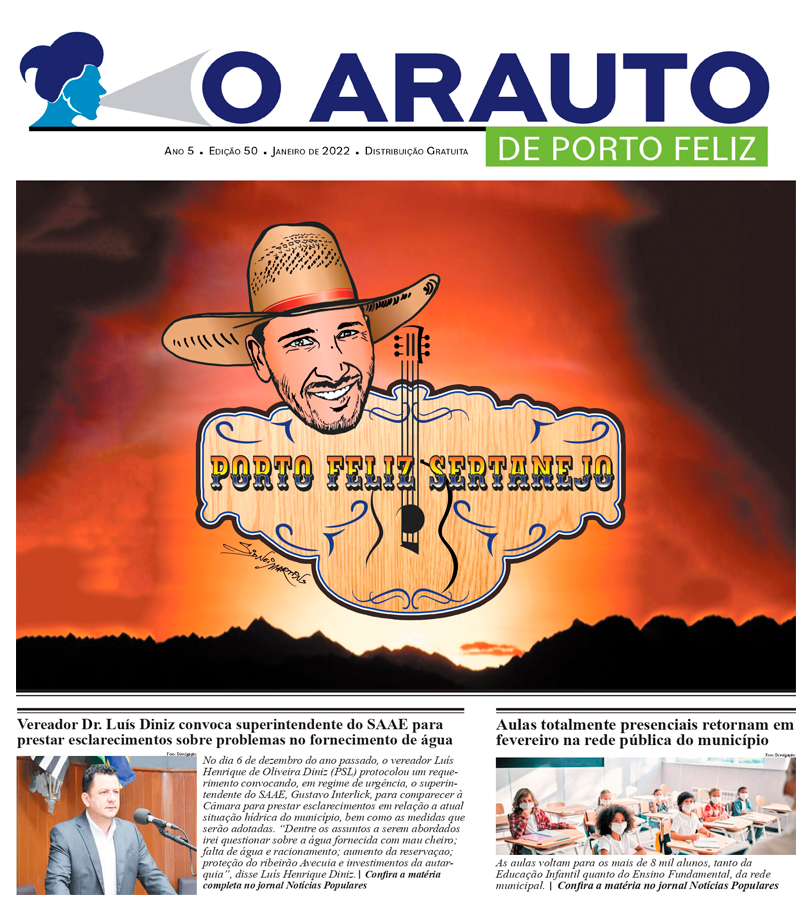 O ARAUTO
DE PORTO FELIZ
Ano 5 . Edição 50 . Janeiro de 2022 . Distribuição Gratuita
PORTO FELIZ SERTANEJO
SIDNEI MARTENS
Vereador Dr. Luís Diniz convoca superintendente do SAAE para
prestar esclarecimentos sobre problemas no fornecimento de água
Foto: Divulgação
No dia 6 de dezembro do ano passado, o vereador Luís
Henrique de Oliveira Diniz (PSL) protocolou um reque-
rimento convocando, em regime de urgência, o superin-
tendente do SAAE, Gustavo Interlick, para comparecer à
Câmara para prestar esclarecimentos em relação a atual
situação hídrica do município, bem como as medidas que
serão adotadas. “Dentre os assuntos a serem abordados
irei questionar sobre a água fornecida com mau cheiro;
falta de água e racionamento; aumento da reservaçao;
proteção do ribeirão Avecuia e investimentos da autar-
quia”, disse Luís Henrique Diniz. | Confira a matéria
completa no jornal Notícias Populares
Aulas totalmente presenciais retornam em
fevereiro na rede pública do município
Foto: Divulgação
As aulas voltam para os mais de 8 mil alunos, tanto da
Educação Infantil quanto do Ensino Fundamental, da rede
municipal. | Confira a matéria no jornal Notícias Populares